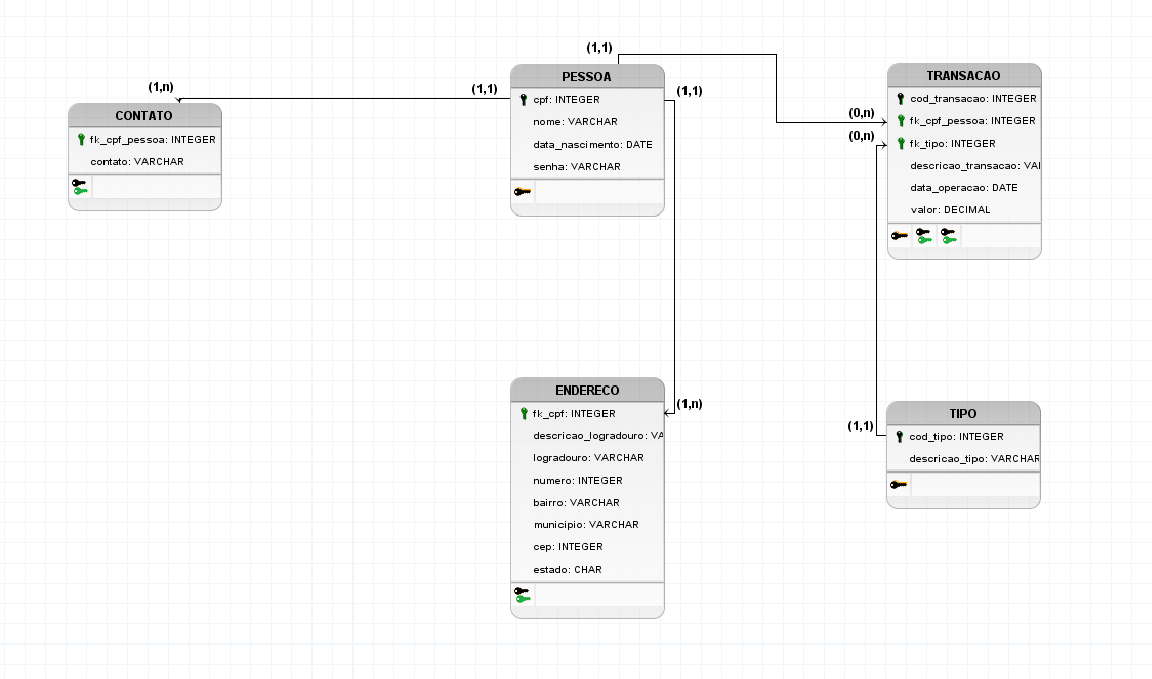 (1,1)
PESSOA
cpf: INTEGER
nome: VARCHAR
data_nascimento: DATE
senha: VARCHAR
(1,1)
(1,1)
(1,n)
CONTATO
fk_cpf_pessoa: INTEGER
contato: VARCHAR
TRANSACAO
cod_transacao: INTEGER
fk_cpf_pessoa: INTEGER
fk_tipo: INTEGER
descricao_transacao: VAI
data_operacao: DATE
valor: DECIMAL
(0,n)
(0,n)
ENDERECO
fk_cpf: INTEGER
descricao_logradouro: VA
logradouro: VARCHAR
numero: INTEGER
bairro: VARCHAR
municipio: VARCHAR
cep: INTEGER
estado: CHAR
(1,n)
(1,1)
TIPO
cod_tipo: INTEGER
descricao_tipo: VARCHAR